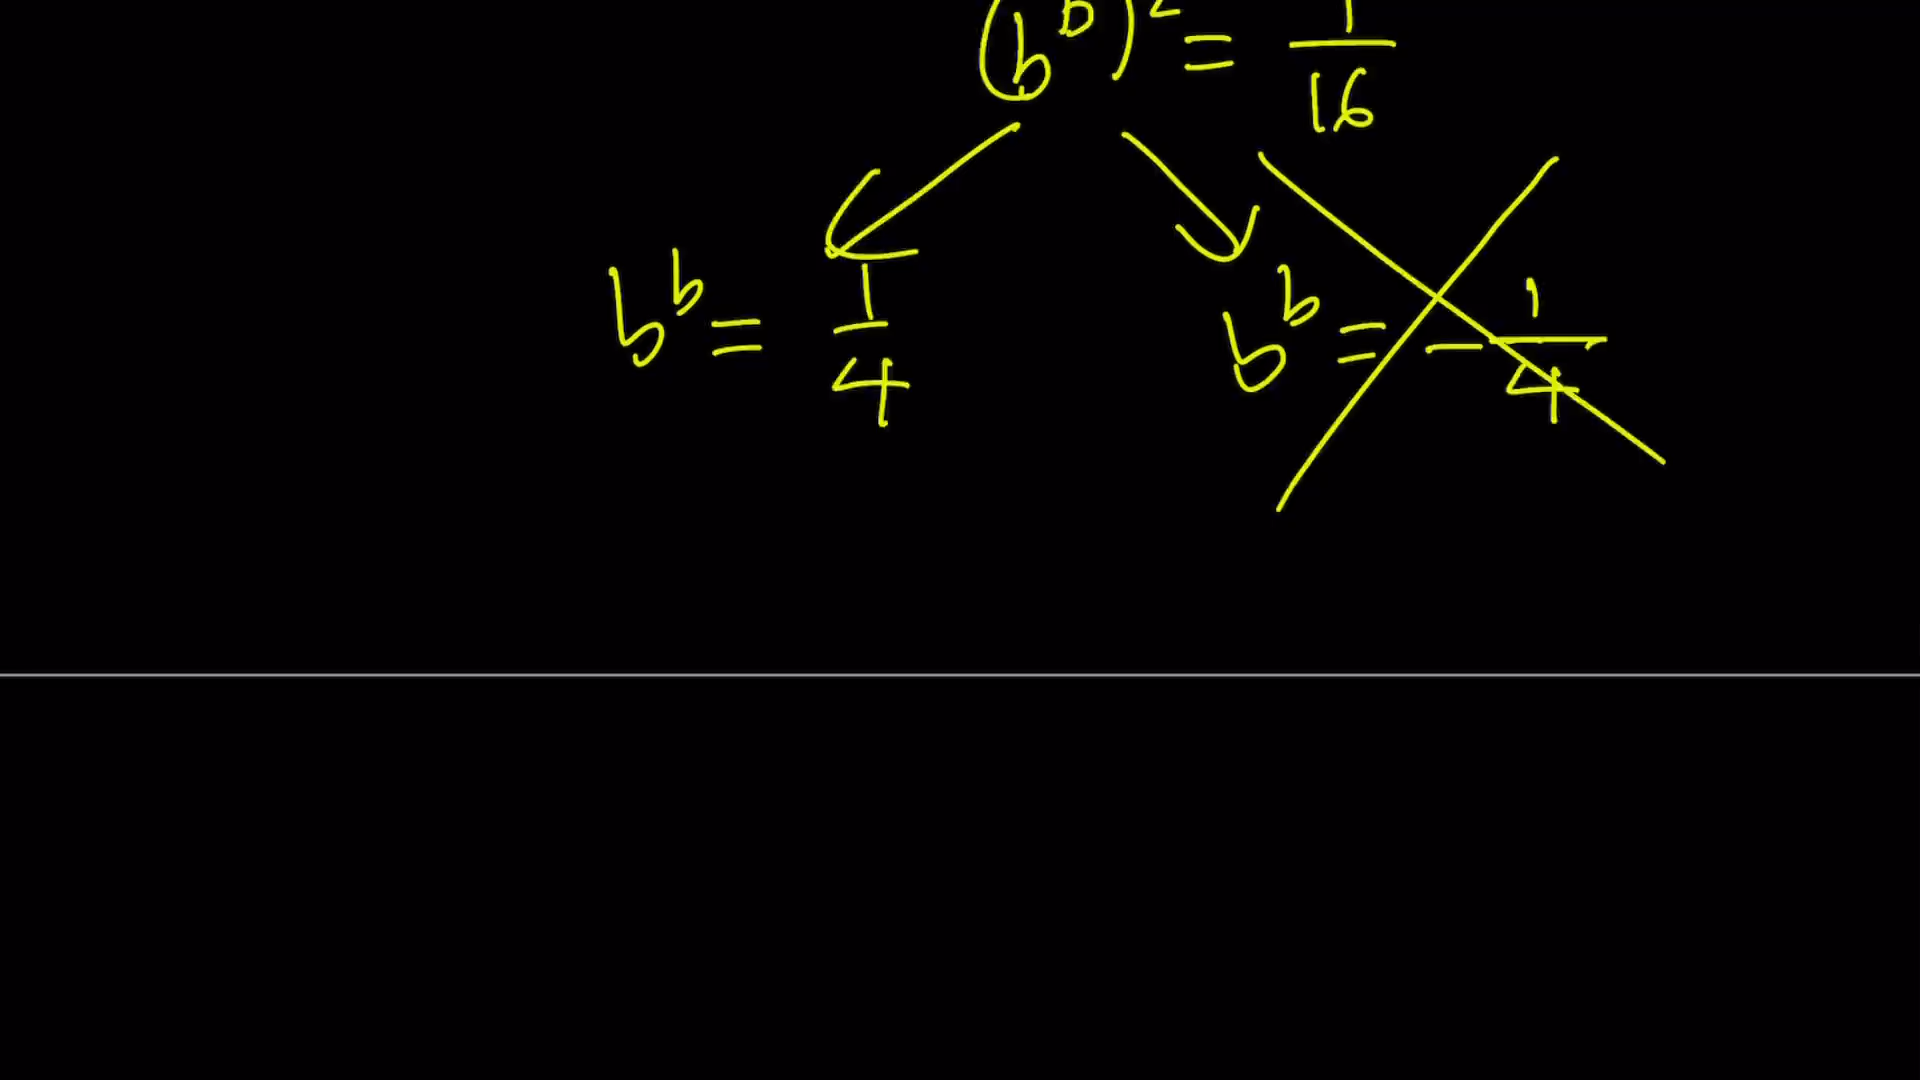 (b^b)^2 = 1/16
b^b = 1/4
b^b = -1/4